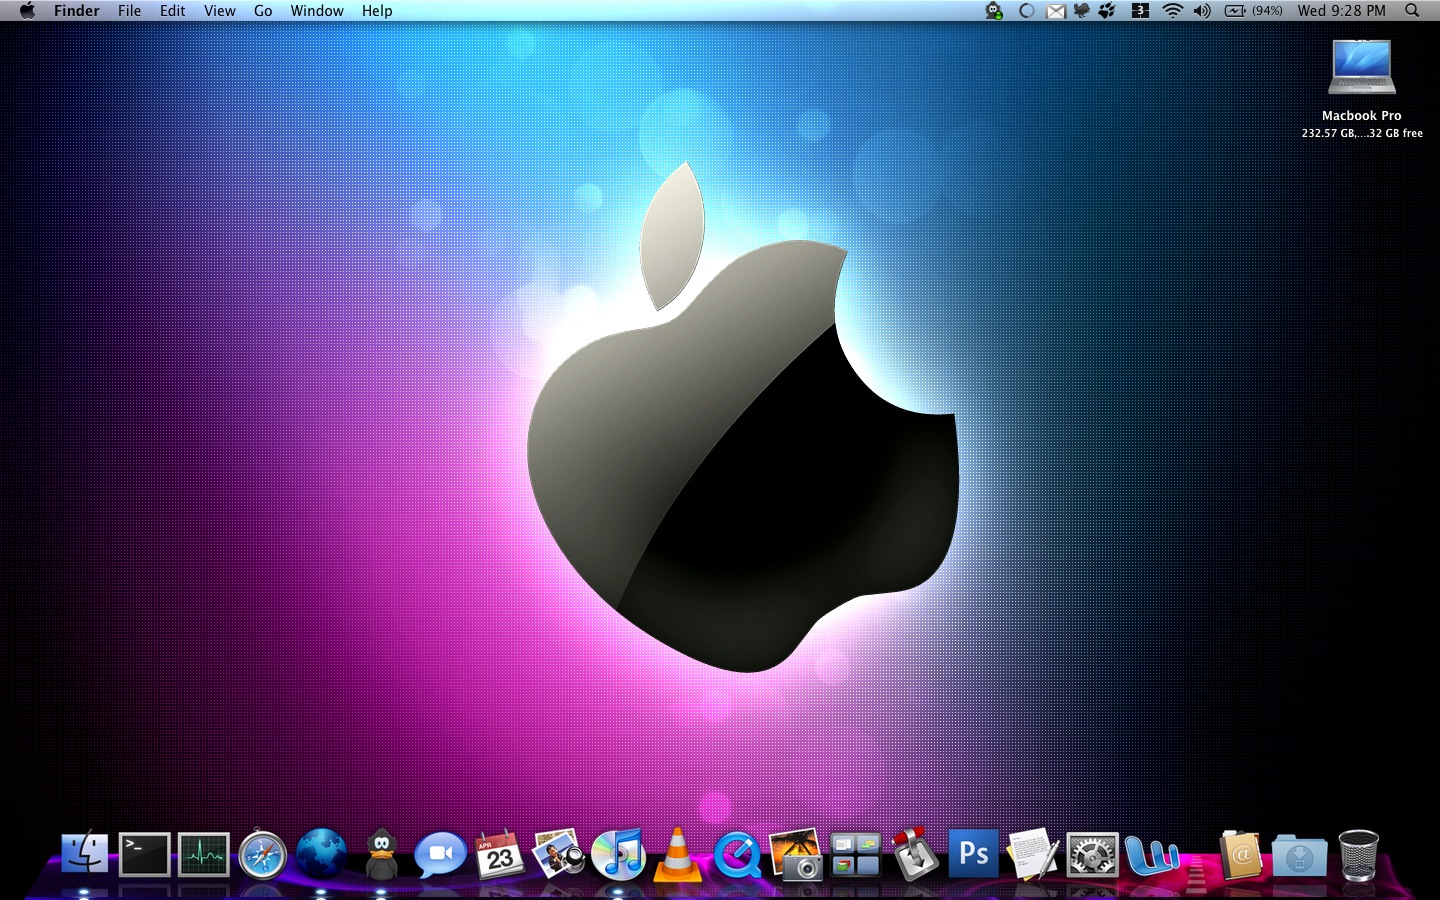 Finder File Edit View Go Window Help 3 (94%) Wed 9:28 PM
Macbook Pro
232.57 GB,....32 GB free
>_
APR
23
Ps
@